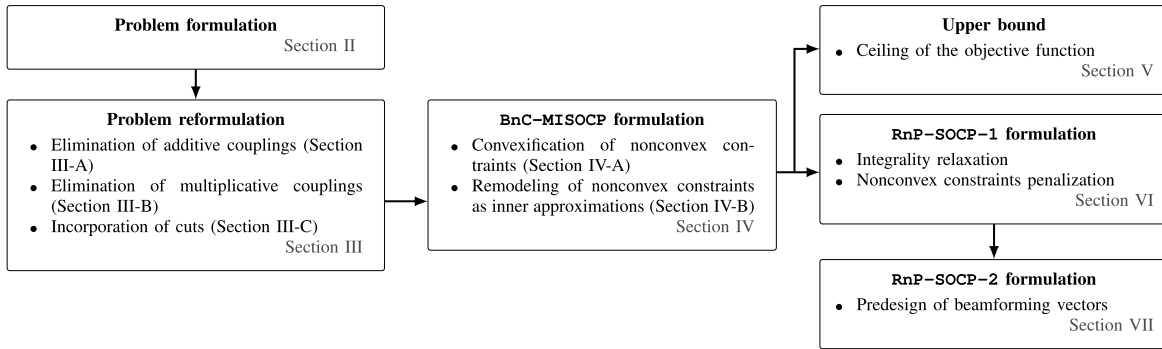 Problem formulation
Section II
Problem reformulation
• Elimination of additive couplings (Section
III-A)
• Elimination of multiplicative couplings
(Section III-B)
• Incorporation of cuts (Section III-C)
Section III
BnC-MISOCP formulation
• Convexification of nonconvex con-
straints (Section IV-A)
• Remodeling of nonconvex constraints
as inner approximations (Section IV-B)
Section IV
Upper bound
• Ceiling of the objective function
Section V
RnP-SOCP-1 formulation
• Integrality relaxation
• Nonconvex constraints penalization
Section VI
RnP-SOCP-2 formulation
• Predesign of beamforming vectors
Section VII